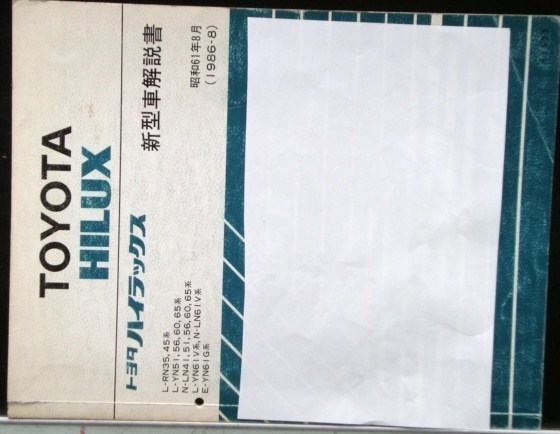 TOYOTA
HILUX
トヨタ ハイラックス
新型車解説書
昭和61年8月
(1986-8)
L-RN35,45系
L-YN51,56,60,65系
N-LN41,51,56,60,65系
L-YN61V系,N-LN61V系
E-YN61G系